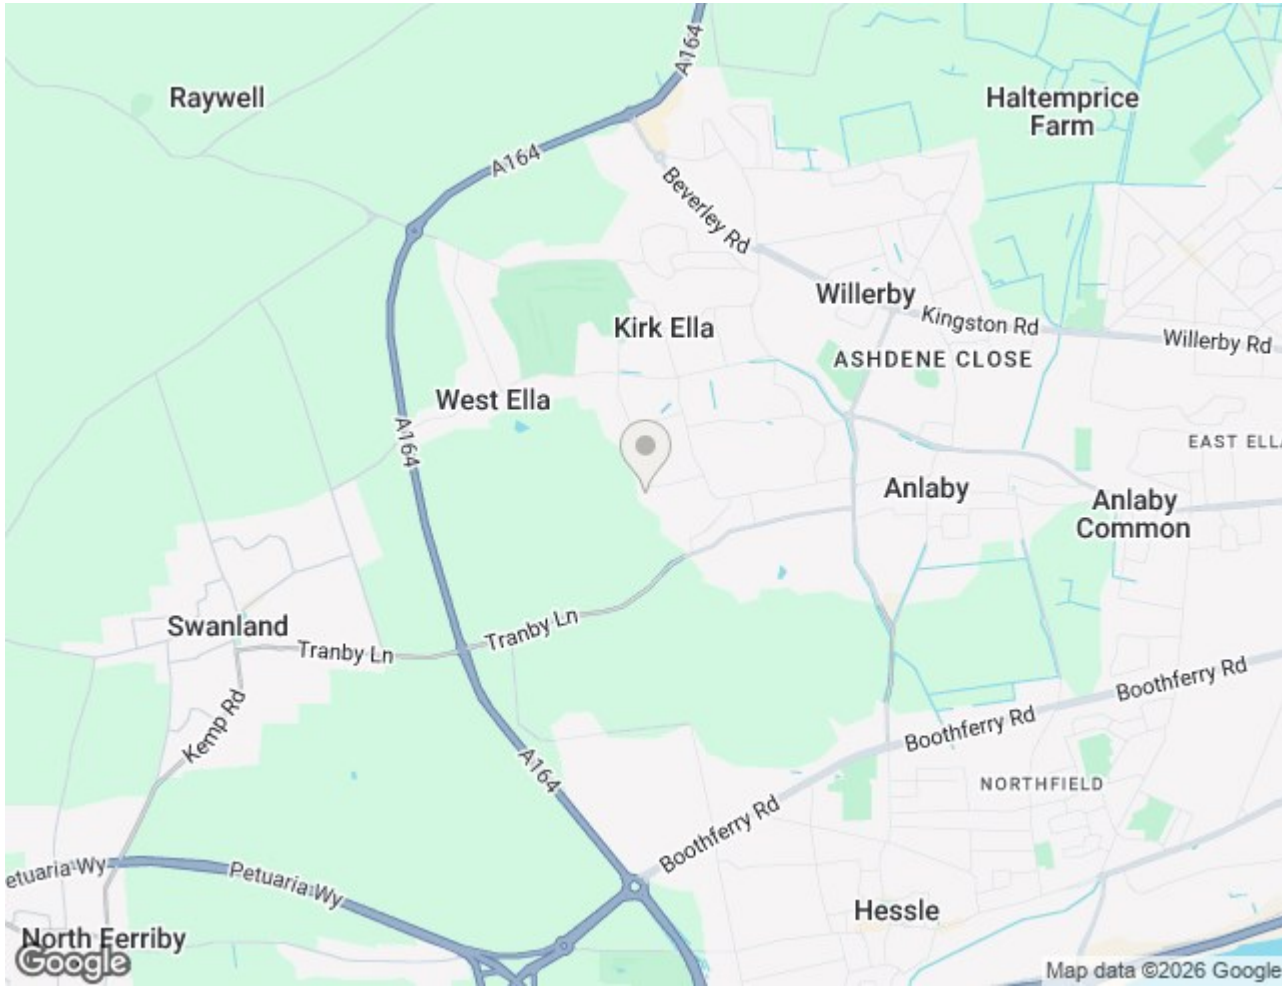 A164
Raywell
Haltemprice
Farm
A164
Beverley Rd
Willerby
Kingston Rd
Kirk Ella
Willerby Rd
ASHDENE CLOSE
West Ella
A164
EAST ELLA
Anlaby
Anlaby
Common
Swanland
Tranby Ln
Tranby Ln
Boothferry Rd
Kemp Rd
Boothferry Rd
A164
NORTHFIELD
Boothferry Rd
etuaria Wy
Petuaria Wy
Hessle
North Ferriby
Google
Map data ©2026 Google